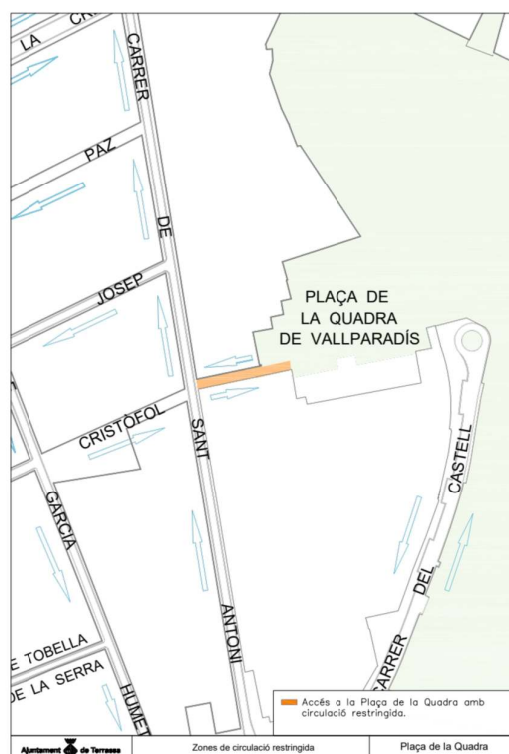 LA
CARRER
PAZ
DE
JOSEP
PLAÇA DE
LA QUADRA
DE VALLPARADÍS
CRISTÒFOL
SANT
CASTELL
GARCIA
DEL
ANTONI
E TOBELLA
DE LA SERRA
HUMET
CARRER
Accés a la Plaça de la Quadra amb
circulació restringida.
Ajuntament de Terrassa
Zones de circulació restringida
Plaça de la Quadra